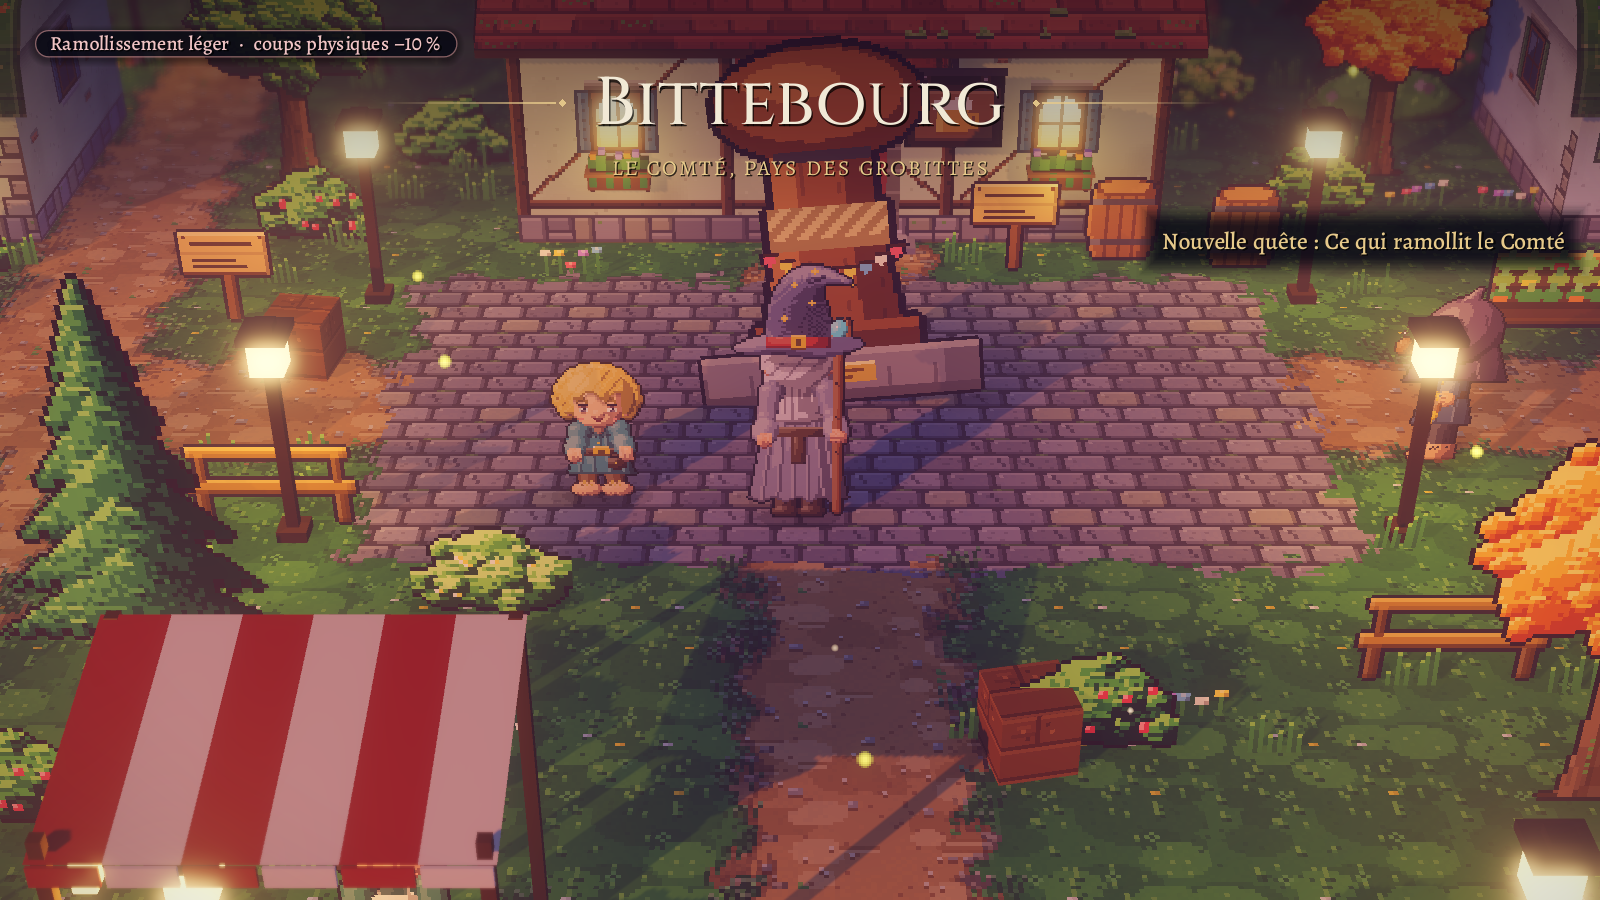 Ramollissement léger · coups physiques −10 %
BITTEBOURG
LE COMTÉ, PAYS DES GROBITTES
Nouvelle quête : Ce qui ramollit le Comté